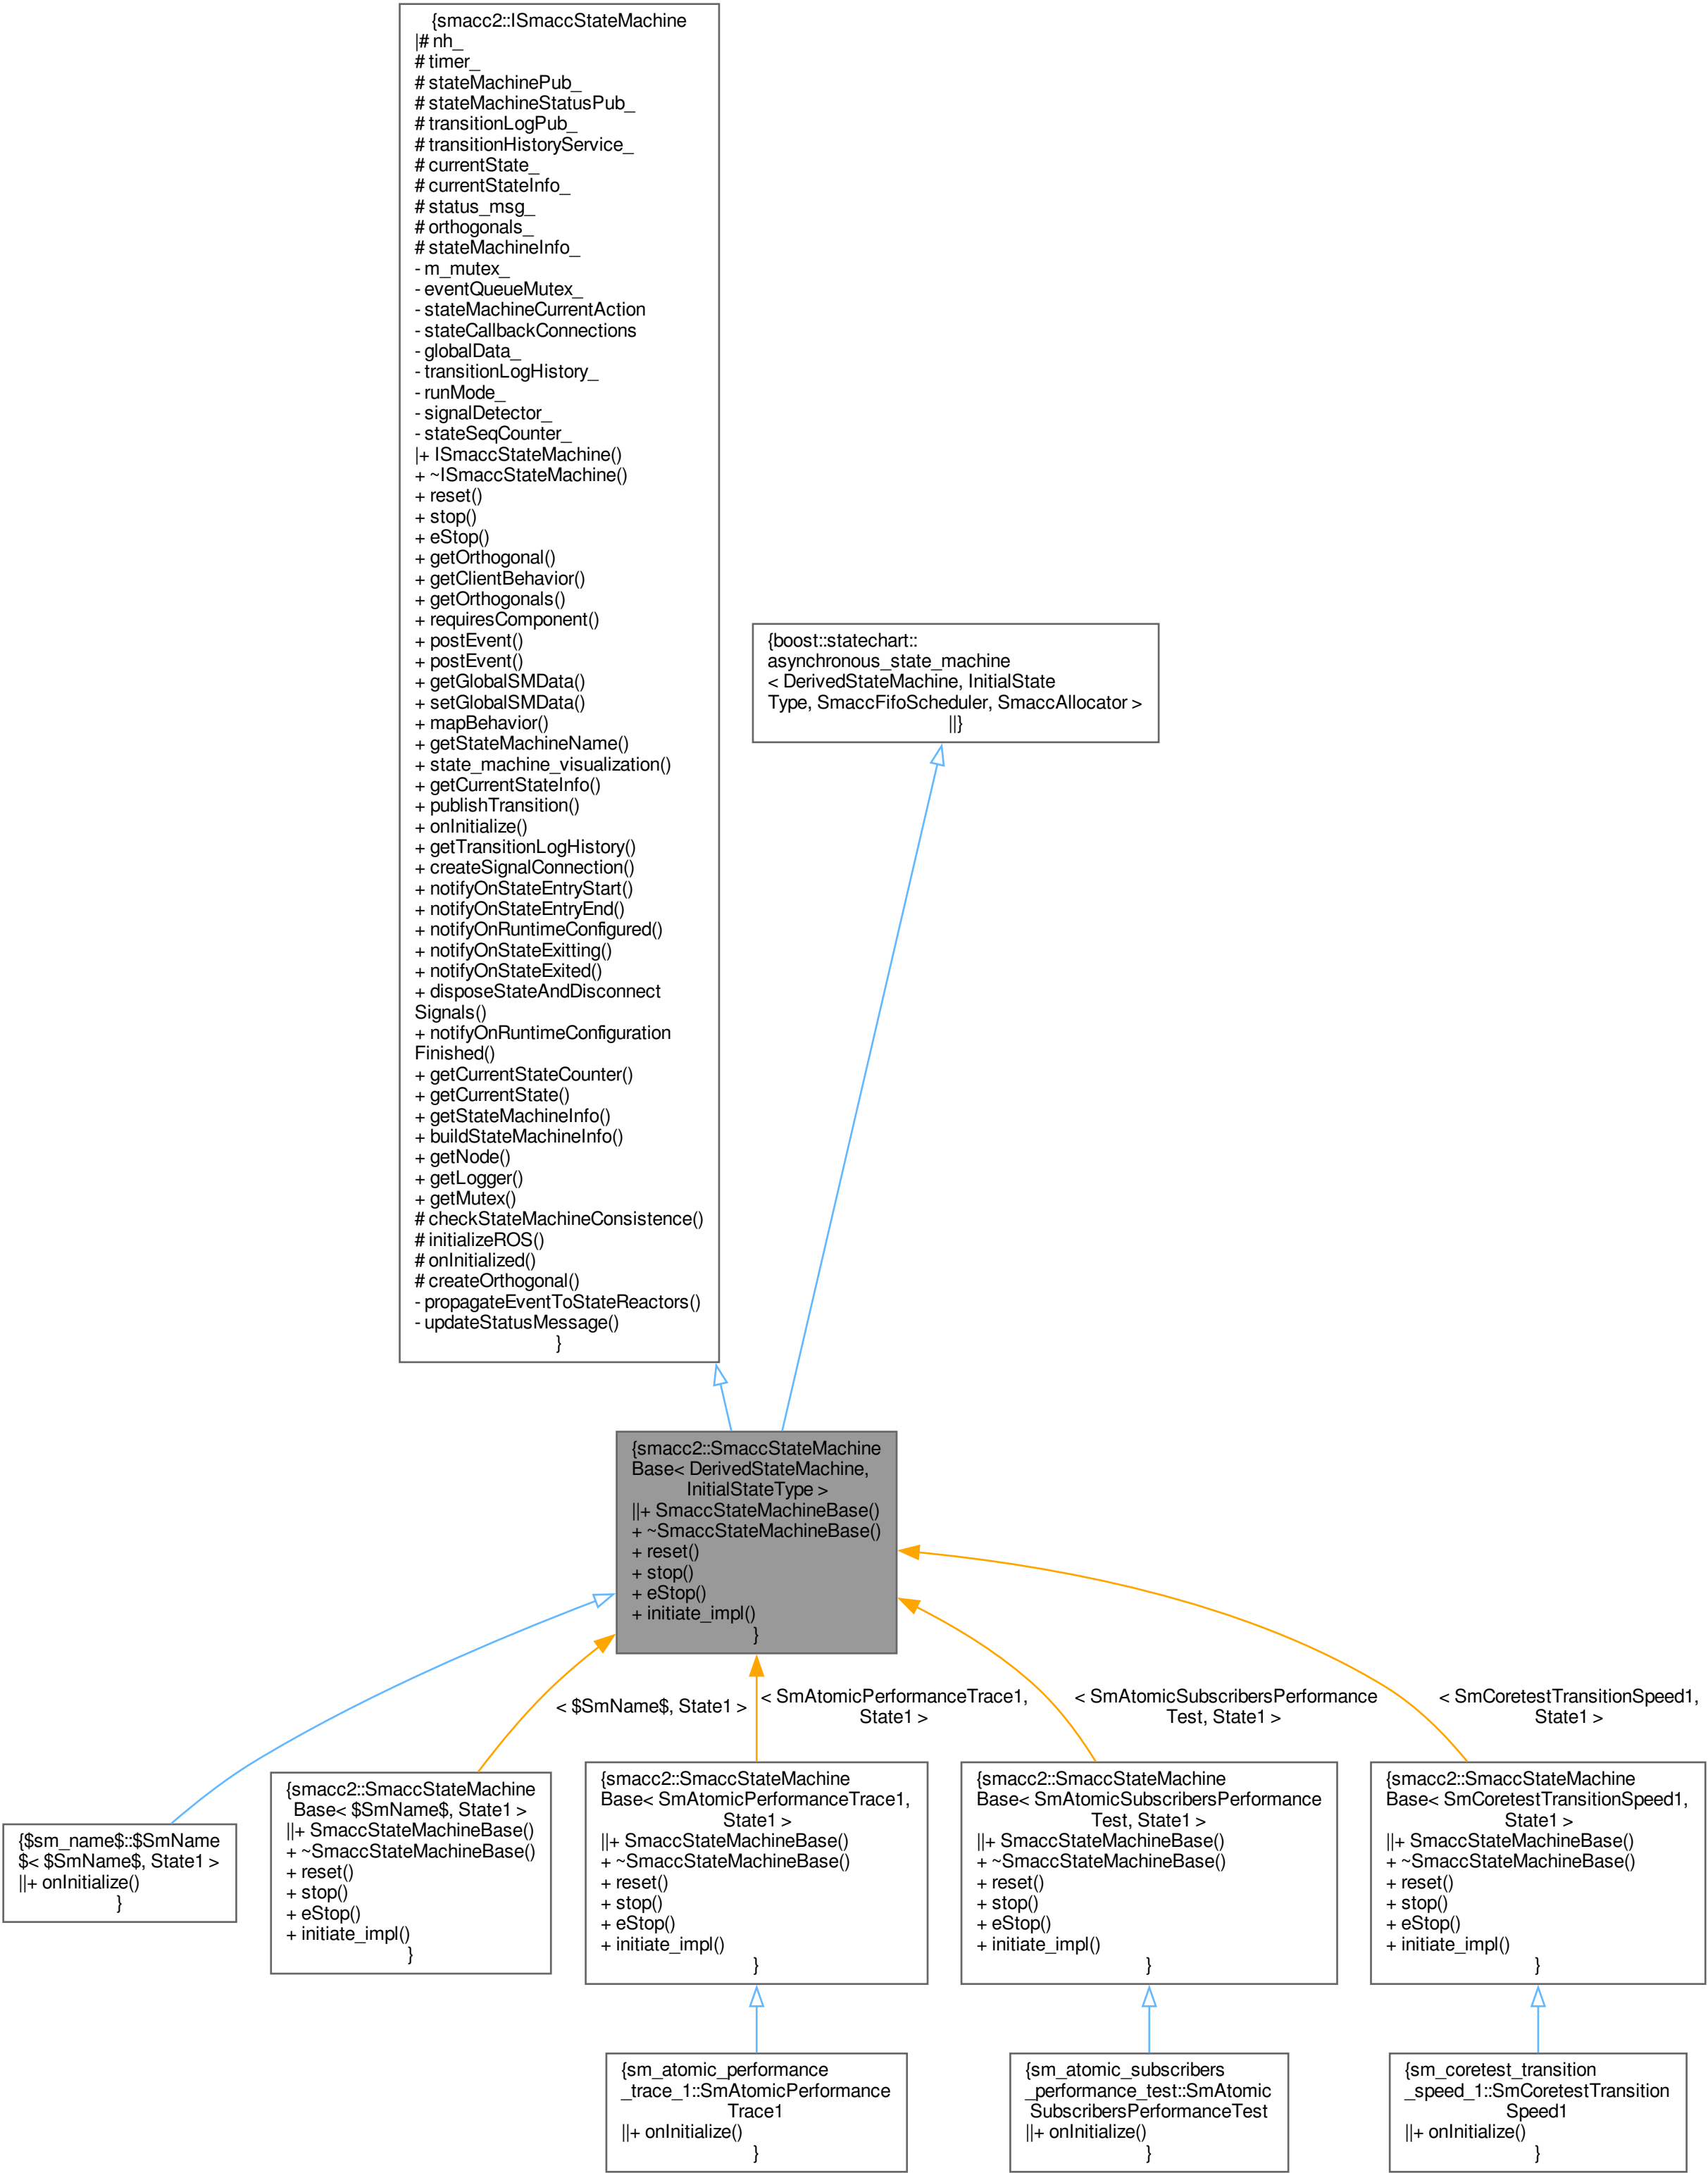 {smacc2::ISmaccStateMachine
|# nh_
# timer_
# stateMachinePub_
# stateMachineStatusPub_
# transitionLogPub_
# transitionHistoryService_
# currentState_
# currentStateInfo_
# status_msg_
# orthogonals_
# stateMachineInfo_
- m_mutex_
- eventQueueMutex_
- stateMachineCurrentAction
- stateCallbackConnections
- globalData_
- transitionLogHistory_
- runMode_
- signalDetector_
- stateSeqCounter_
|+ ISmaccStateMachine()
+ ~ISmaccStateMachine()
+ reset()
+ stop()
+ eStop()
+ getOrthogonal()
+ getClientBehavior()
+ getOrthogonals()
+ requiresComponent()
+ postEvent()
+ postEvent()
+ getGlobalSMData()
+ setGlobalSMData()
+ mapBehavior()
+ getStateMachineName()
+ state_machine_visualization()
+ getCurrentStateInfo()
+ publishTransition()
+ onInitialize()
+ getTransitionLogHistory()
+ createSignalConnection()
+ notifyOnStateEntryStart()
+ notifyOnStateEntryEnd()
+ notifyOnRuntimeConfigured()
+ notifyOnStateExitting()
+ notifyOnStateExited()
+ disposeStateAndDisconnect
Signals()
+ notifyOnRuntimeConfiguration
Finished()
+ getCurrentStateCounter()
+ getCurrentState()
+ getStateMachineInfo()
+ buildStateMachineInfo()
+ getNode()
+ getLogger()
+ getMutex()
# checkStateMachineConsistence()
# initializeROS()
# onInitialized()
# createOrthogonal()
- propagateEventToStateReactors()
- updateStatusMessage()
}
{boost::statechart::
asynchronous_state_machine
< DerivedStateMachine, InitialState
Type, SmaccFifoScheduler, SmaccAllocator >
||}
{smacc2::SmaccStateMachine
Base< DerivedStateMachine,
InitialStateType >
||+ SmaccStateMachineBase()
+ ~SmaccStateMachineBase()
+ reset()
+ stop()
+ eStop()
+ initiate_impl()
}
< $SmName$, State1 >
< SmAtomicPerformanceTrace1,
State1 >
< SmAtomicSubscribersPerformance
Test, State1 >
< SmCoretestTransitionSpeed1,
State1 >
{$sm_name$::$SmName
$< $SmName$, State1 >
||+ onInitialize()
}
{smacc2::SmaccStateMachine
Base< $SmName$, State1 >
||+ SmaccStateMachineBase()
+ ~SmaccStateMachineBase()
+ reset()
+ stop()
+ eStop()
+ initiate_impl()
}
{smacc2::SmaccStateMachine
Base< SmAtomicPerformanceTrace1,
State1 >
||+ SmaccStateMachineBase()
+ ~SmaccStateMachineBase()
+ reset()
+ stop()
+ eStop()
+ initiate_impl()
}
{smacc2::SmaccStateMachine
Base< SmAtomicSubscribersPerformance
Test, State1 >
||+ SmaccStateMachineBase()
+ ~SmaccStateMachineBase()
+ reset()
+ stop()
+ eStop()
+ initiate_impl()
}
{smacc2::SmaccStateMachine
Base< SmCoretestTransitionSpeed1,
State1 >
||+ SmaccStateMachineBase()
+ ~SmaccStateMachineBase()
+ reset()
+ stop()
+ eStop()
+ initiate_impl()
}
{sm_atomic_performance
_trace_1::SmAtomicPerformance
Trace1
||+ onInitialize()
}
{sm_atomic_subscribers
_performance_test::SmAtomic
SubscribersPerformanceTest
||+ onInitialize()
}
{sm_coretest_transition
_speed_1::SmCoretestTransition
Speed1
||+ onInitialize()
}